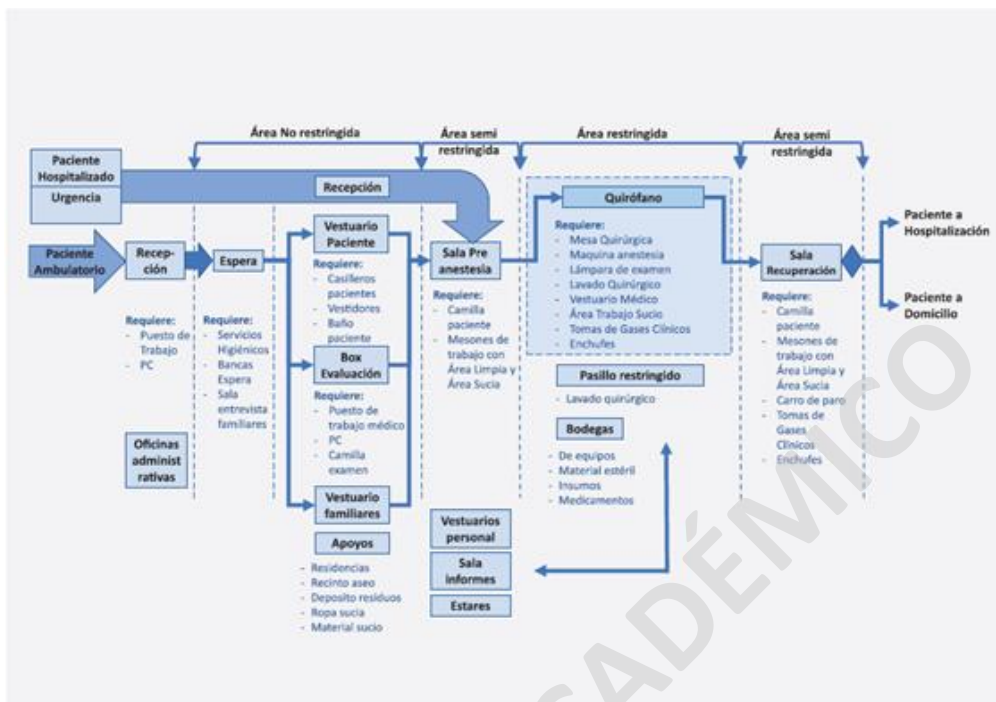 Área No restringida
Área semi
restringida
Área restringida
Área semi
restringida
Paciente
Hospitalizado
Urgencia
Recepción
Paciente
Ambulatorio
Recep-
ción
Requiere:
- Puesto de
Trabajo
- PC
Oficinas
administ
rativas
Espera
Requiere:
- Servicios
Higiénicos
- Bancas
Espera
- Sala
entrevista
familiares
Vestuario
Paciente
Requiere:
- Casilleros
pacientes
- Vestidores
- Baño
paciente
Box
Evaluación
Requiere:
- Puesto de
trabajo médico
- PC
- Camilla
examen
Vestuario
familiares
Apoyos
- Residencias
- Recinto aseo
- Deposito residuos
- Ropa sucia
- Material sucio
Sala Pre
anestesia
Requiere:
- Camilla
paciente
- Mesones de
trabajo con
Área Limpia y
Área Sucia
Vestuarios
personal
Sala
informes
Estares
Quirófano
Requiere:
- Mesa Quirúrgica
- Maquina anestesia
- Lámpara de examen
- Lavado Quirúrgico
- Vestuario Médico
- Área Trabajo Sucio
- Tomas de Gases Clínicos
- Enchufes
Pasillo restringido
- Lavado quirúrgico
Bodegas
- De equipos
- Material estéril
- Insumos
- Medicamentos
Sala
Recuperación
Requiere:
- Camilla
paciente
- Mesones de
trabajo con
Área Limpia y
Área Sucia
- Carro de paro
- Tomas de
Gases
Clínicos
- Enchufes
Paciente a
Hospitalización
Paciente a
Domicilio
CADÉMICO